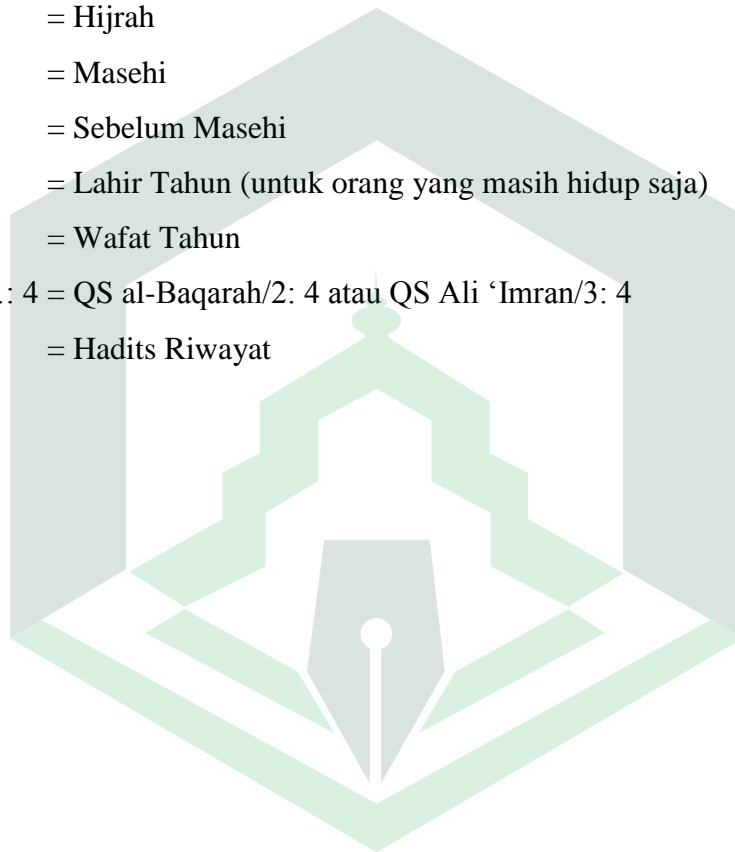 = Hijrah
= Masehi
= Sebelum Masehi
= Lahir Tahun (untuk orang yang masih hidup saja)
= Wafat Tahun
.: 4 = QS al-Baqarah/2: 4 atau QS Ali ‘Imran/3: 4
= Hadits Riwayat